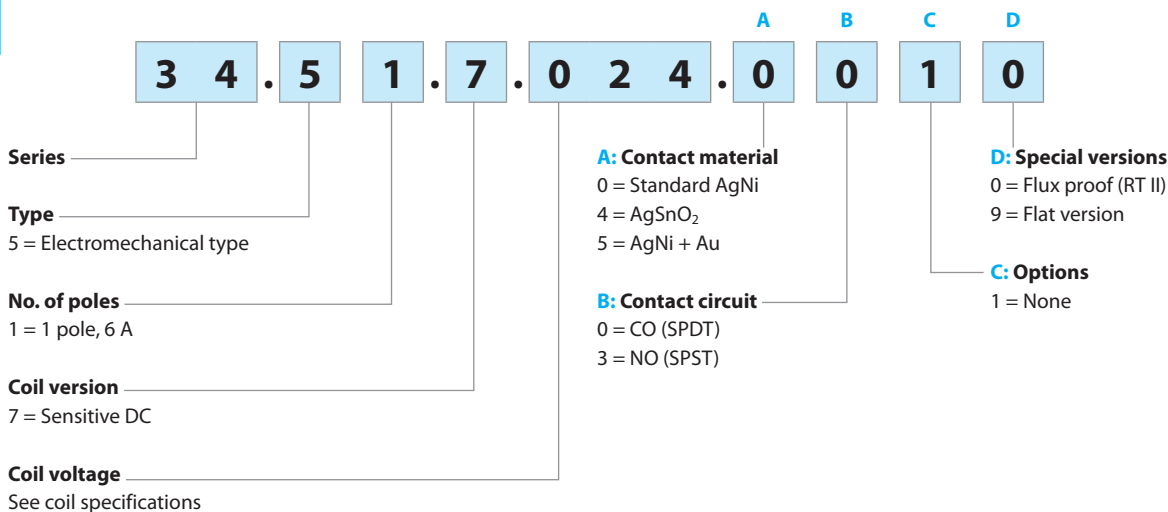 A B C D
3 4 . 5 1 . 7 . 0 2 4 . 0 0 1 0
Series
Type
5 = Electromechanical type
No. of poles
1 = 1 pole, 6 A
Coil version
7 = Sensitive DC
Coil voltage
See coil specifications
A: Contact material
0 = Standard AgNi
4 = AgSnO₂
5 = AgNi + Au
B: Contact circuit
0 = CO (SPDT)
3 = NO (SPST)
D: Special versions
0 = Flux proof (RT II)
9 = Flat version
C: Options
1 = None